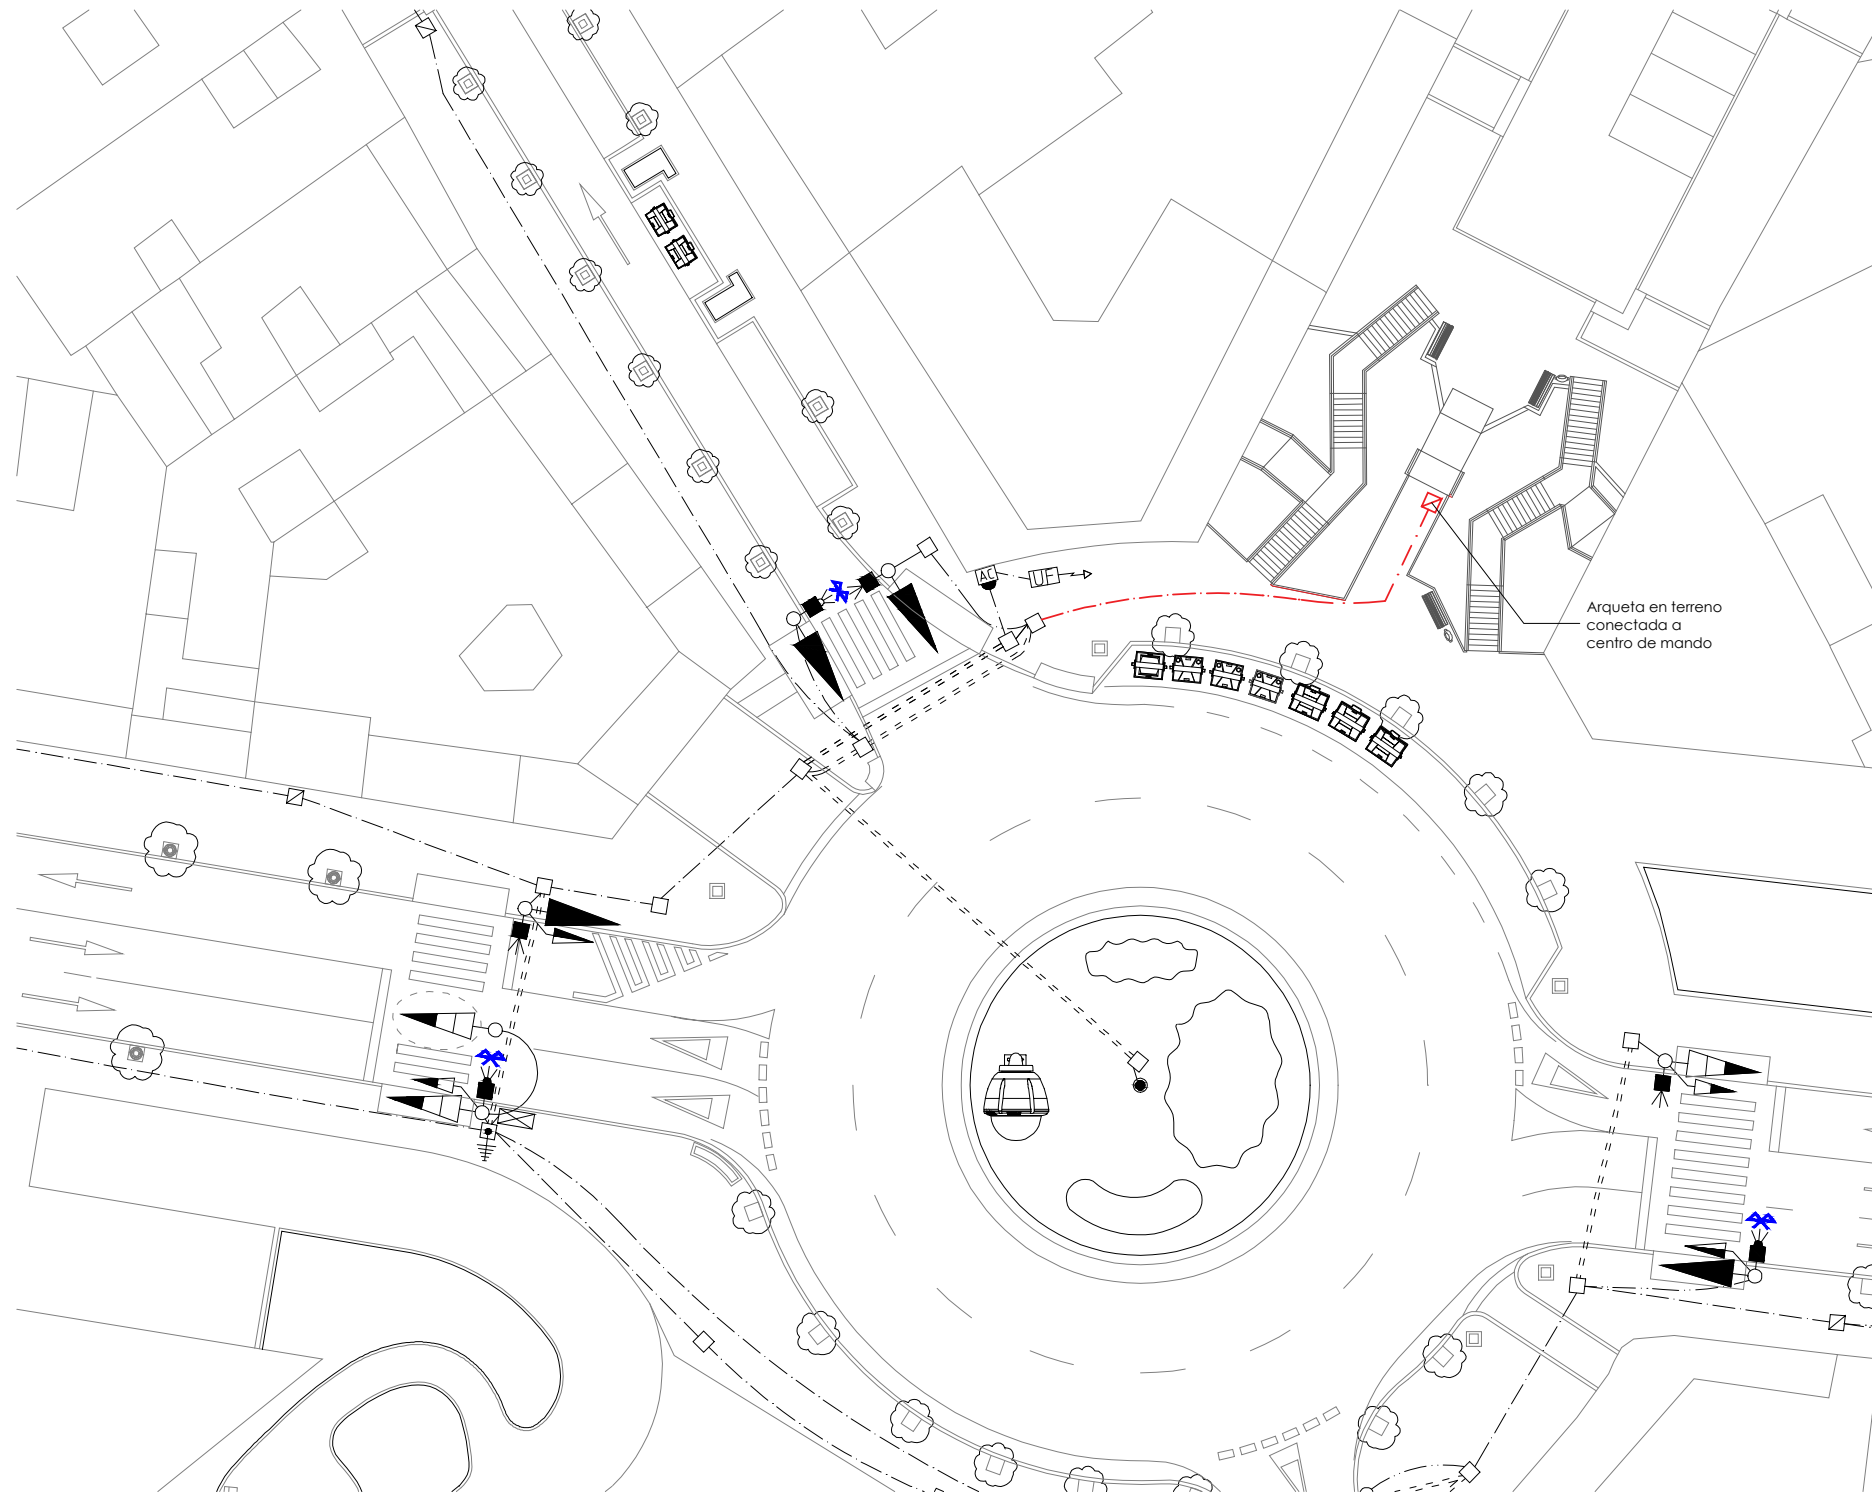 AC
UF
Arqueta en terreno
conectada a
centro de mando